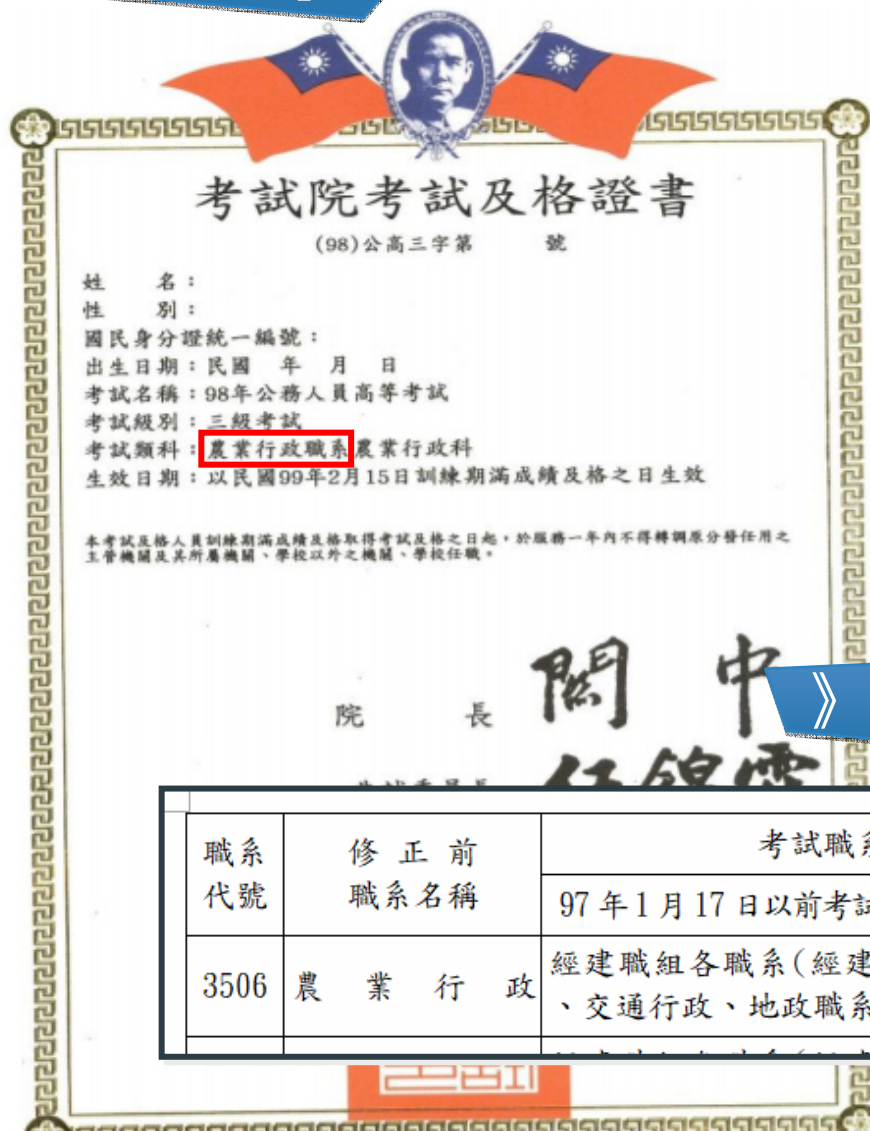 考試院考試及格證書
(98)公高三字第 號
姓 名：
性 別：
國民身分證統一編號：
出生日期：民國 年 月 日
考試名稱：98年公務人員高等考試
考試級別：三級考試
考試類科：農業行政職系農業行政科
生效日期：以民國99年2月15日訓練期滿成績及格之日生效
本考試及格人員訓練期滿成績及格取得考試及格之日起，於服務一年內不得轉調原分發任用之
主管機關及其所屬機關、學校以外之機關、學校任職。
院 長 關 中
職系
代號
修正前
職系名稱
考試職系
97年1月17日以前考試
3506
農業行政
經建職組各職系(經建
、交通行政、地政職系